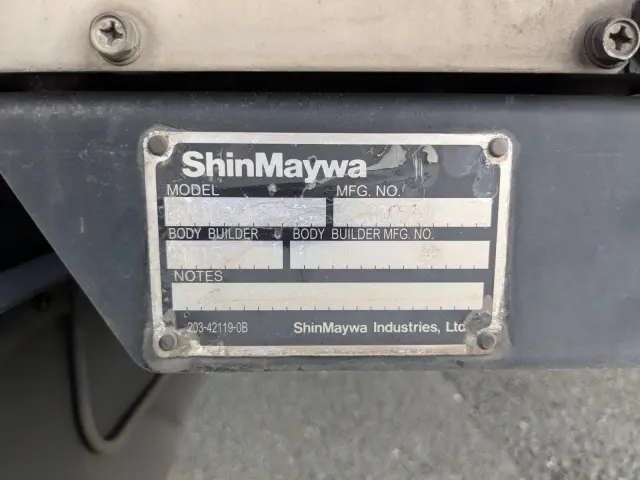 ShinMaywa
MODEL MFG. NO.
BODY BUILDER BODY BUILDER MFG. NO.
NOTES
203-42119-0B ShinMaywa Industries, Ltd